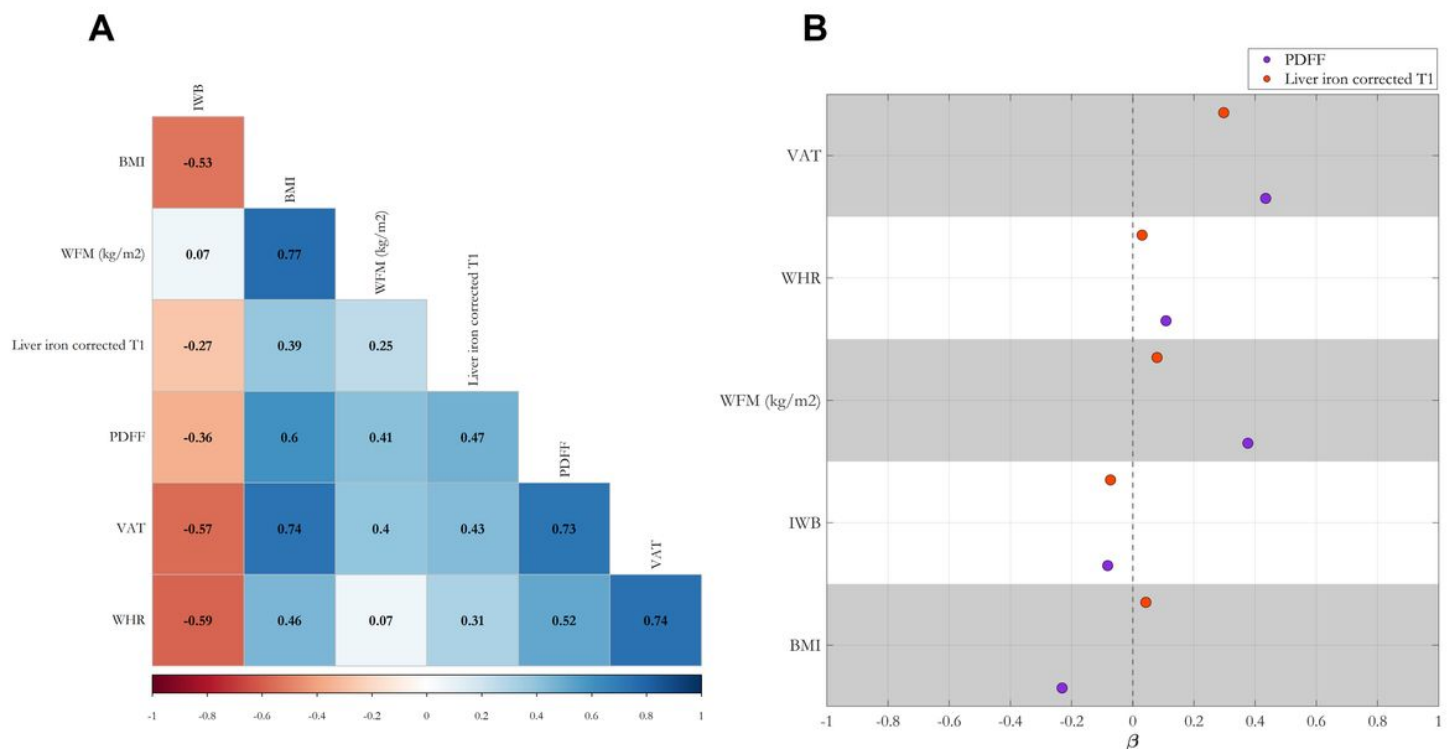 A
IWB
BMI
-0.53
BMI
WFM (kg/m2)
0.07
0.77
WFM (kg/m2)
Liver iron corrected T1
-0.27
0.39
0.25
Liver iron corrected T1
PDFF
-0.36
0.6
0.41
0.47
PDFF
VAT
-0.57
0.74
0.4
0.43
0.73
VAT
WHR
-0.59
0.46
0.07
0.31
0.52
0.74
-1 -0.8 -0.6 -0.4 -0.2 0 0.2 0.4 0.6 0.8 1
B
PDFF
Liver iron corrected T1
VAT
WHR
WFM (kg/m2)
IWB
BMI
-1 -0.8 -0.6 -0.4 -0.2 0 0.2 0.4 0.6 0.8 1
β